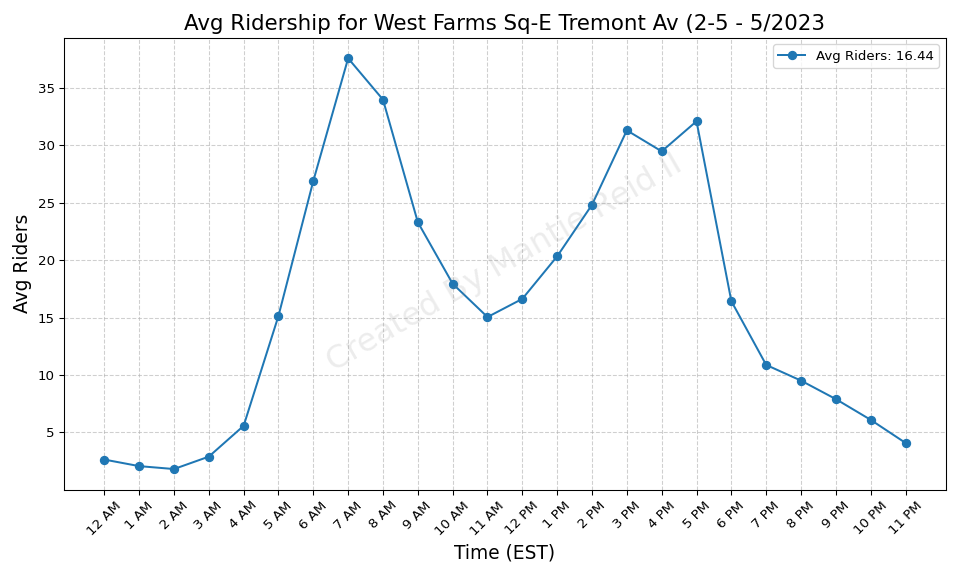 Avg Ridership for West Farms Sq-E Tremont Av (2-5 - 5/2023
Avg Riders: 16.44
Avg Riders
35
30
25
20
15
10
5
Created By Mantie Reid II
12 AM 1 AM 2 AM 3 AM 4 AM 5 AM 6 AM 7 AM 8 AM 9 AM 10 AM 11 AM 12 PM 1 PM 2 PM 3 PM 4 PM 5 PM 6 PM 7 PM 8 PM 9 PM 10 PM 11 PM
Time (EST)